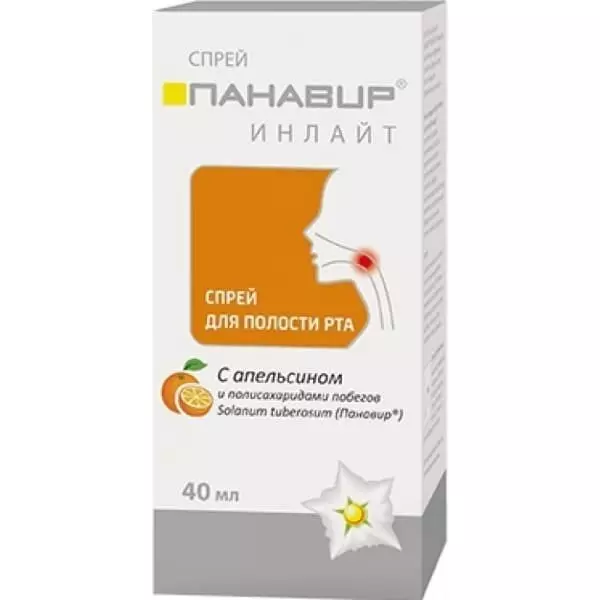 СПРЕЙ
ПАНАВИР®
ИНЛАЙТ
СПРЕЙ
ДЛЯ ПОЛОСТИ РТА
С апельсином
и полисахаридами побегов
Solanum tuberosum (Панавир®)
40 мл